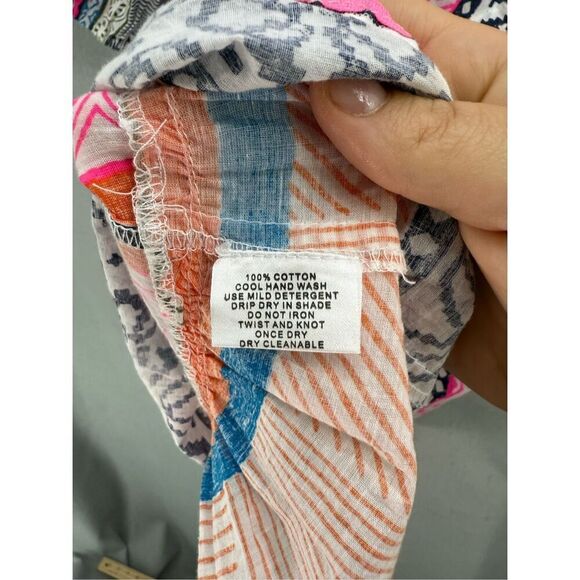 100% COTTON
COOL HAND WASH
USE MILD DETERGENT
DRIP DRY IN SHADE
DO NOT IRON
TWIST AND KNOT
ONCE DRY
DRY CLEANABLE